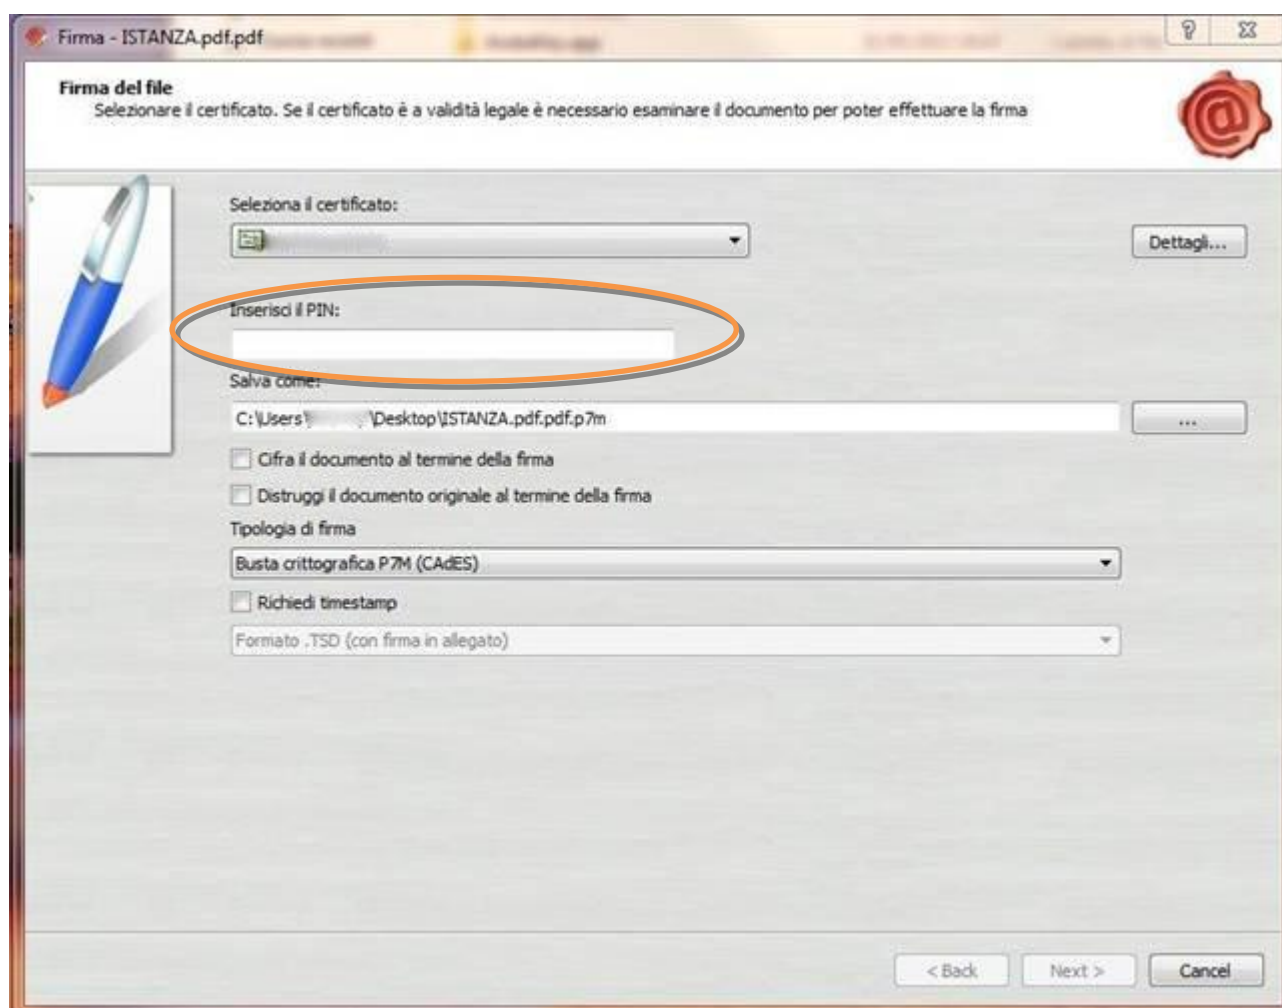 Firma - ISTANZA.pdf.pdf
Firma del file
Selezionare il certificato. Se il certificato è a validità legale è necessario esaminare il documento per poter effettuare la firma
Seleziona il certificato:
Dettagli...
Inserisci il PIN:
Salva come:
C:\Users\ \Desktop\ISTANZA.pdf.pdf.p7m
...
Cifra il documento al termine della firma
Distruggi il documento originale al termine della firma
Tipologia di firma
Busta crittografica P7M (CAdES)
Richiedi timestamp
Formato .TSD (con firma in allegato)
< Back Next > Cancel